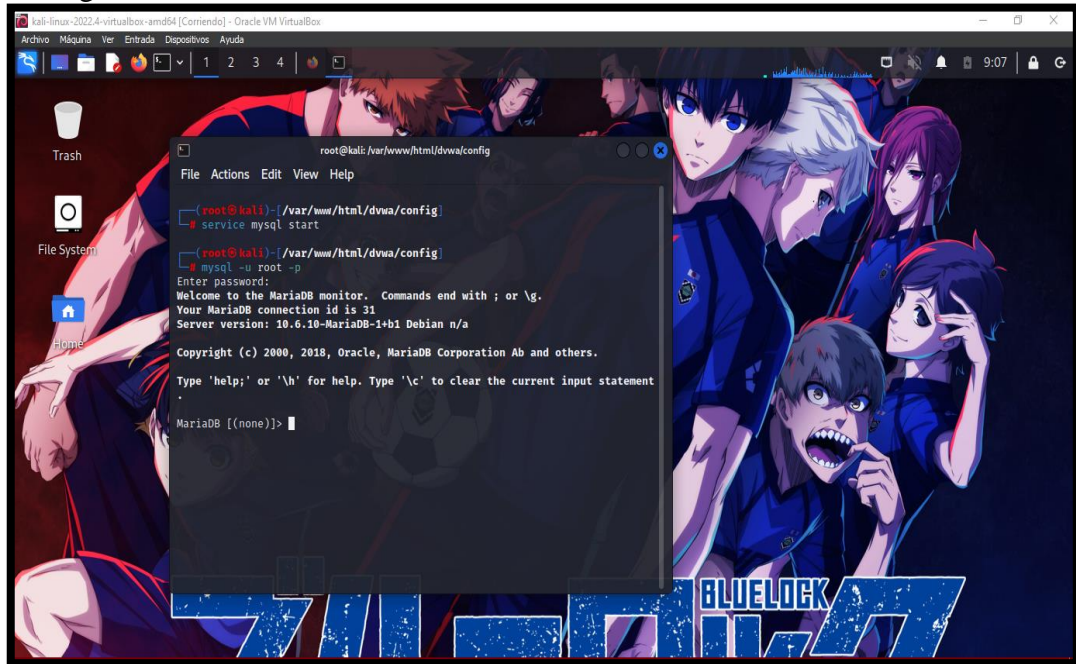 kali-linux-2022.4-virtualbox-amd64 [Corriendo] - Oracle VM VirtualBox
Archivo Máquina Ver Entrada Dispositivos Ayuda
1 2 3 4
9:07
Trash
File System
Home
root@kali: /var/www/html/dvwa/config
File Actions Edit View Help
┌──(root㉿kali)-[/var/www/html/dvwa/config]
└─# service mysql start
┌──(root㉿kali)-[/var/www/html/dvwa/config]
└─# mysql -u root -p
Enter password:
Welcome to the MariaDB monitor.  Commands end with ; or \g.
Your MariaDB connection id is 31
Server version: 10.6.10-MariaDB-1+b1 Debian n/a
Copyright (c) 2000, 2018, Oracle, MariaDB Corporation Ab and others.
Type 'help;' or '\h' for help. Type '\c' to clear the current input statement
.
MariaDB [(none)]>
BLUELOCK